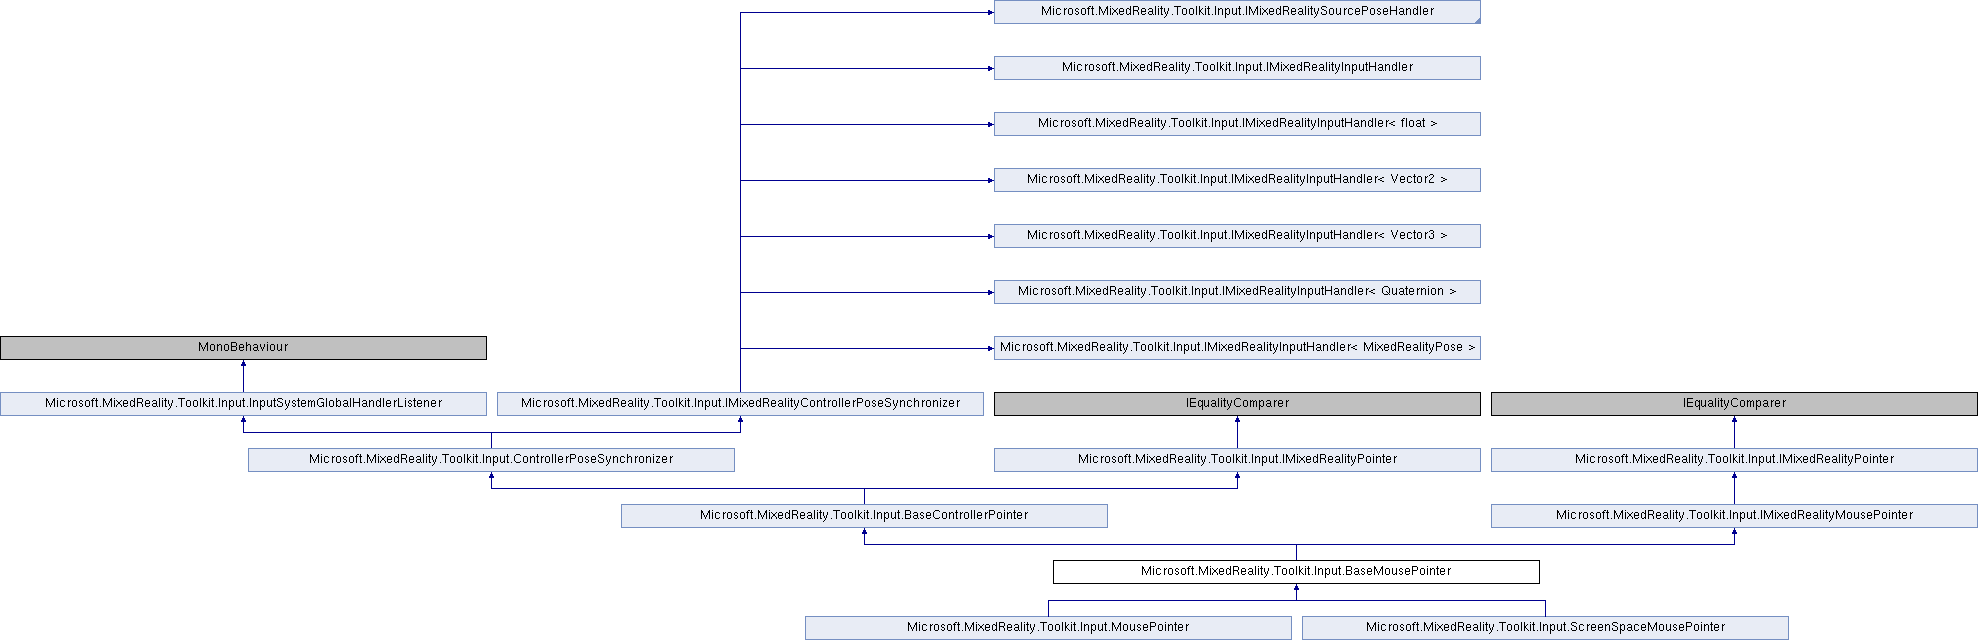 Microsoft.MixedReality.Toolkit.Input.IMixedRealitySourcePoseHandler
Microsoft.MixedReality.Toolkit.Input.IMixedRealityInputHandler
Microsoft.MixedReality.Toolkit.Input.IMixedRealityInputHandler< float >
Microsoft.MixedReality.Toolkit.Input.IMixedRealityInputHandler< Vector2 >
Microsoft.MixedReality.Toolkit.Input.IMixedRealityInputHandler< Vector3 >
Microsoft.MixedReality.Toolkit.Input.IMixedRealityInputHandler< Quaternion >
MonoBehaviour
Microsoft.MixedReality.Toolkit.Input.IMixedRealityInputHandler< MixedRealityPose >
Microsoft.MixedReality.Toolkit.Input.InputSystemGlobalHandlerListener
Microsoft.MixedReality.Toolkit.Input.IMixedRealityControllerPoseSynchronizer
IEqualityComparer
IEqualityComparer
Microsoft.MixedReality.Toolkit.Input.ControllerPoseSynchronizer
Microsoft.MixedReality.Toolkit.Input.IMixedRealityPointer
Microsoft.MixedReality.Toolkit.Input.IMixedRealityPointer
Microsoft.MixedReality.Toolkit.Input.BaseControllerPointer
Microsoft.MixedReality.Toolkit.Input.IMixedRealityMousePointer
Microsoft.MixedReality.Toolkit.Input.BaseMousePointer
Microsoft.MixedReality.Toolkit.Input.MousePointer
Microsoft.MixedReality.Toolkit.Input.ScreenSpaceMousePointer